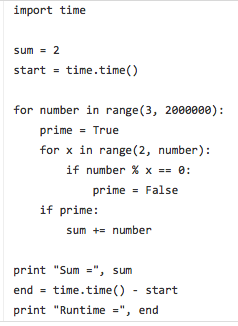 import time
sum = 2
start = time.time()
for number in range(3, 2000000):
    prime = True
    for x in range(2, number):
        if number % x == 0:
            prime = False
    if prime:
        sum += number
print "Sum =", sum
end = time.time() - start
print "Runtime =", end